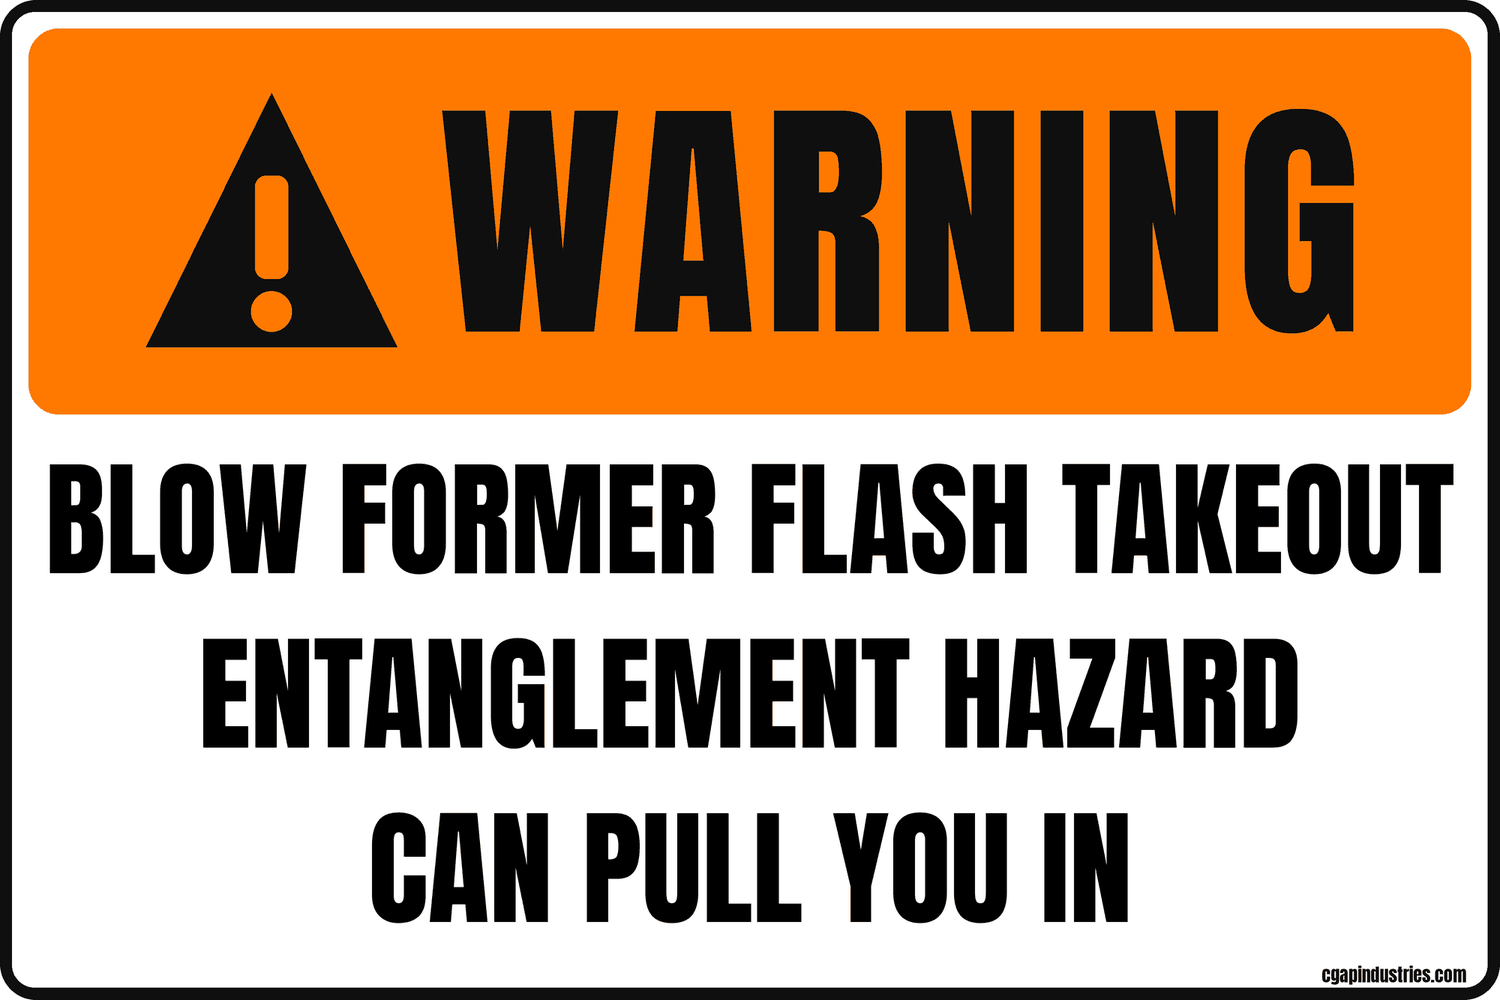 WARNING
BLOW FORMER FLASH TAKEOUT
ENTANGLEMENT HAZARD
CAN PULL YOU IN
cgapindustries.com